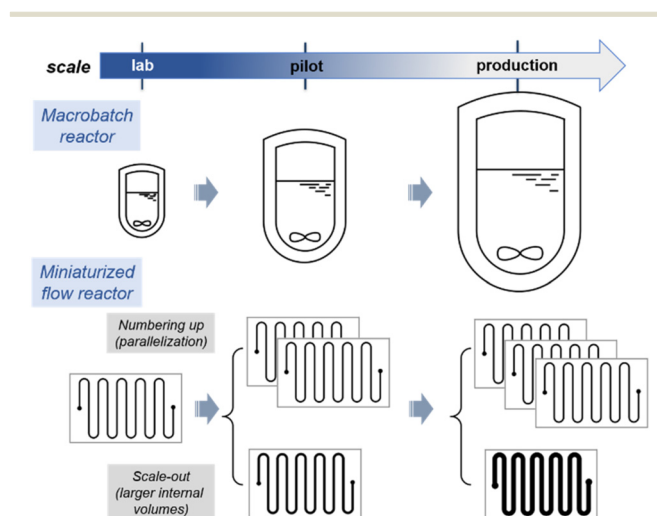 scale lab pilot production
Macrobatch
reactor
Miniaturized
flow reactor
Numbering up
(parallelization)
Scale-out
(larger internal
volumes)